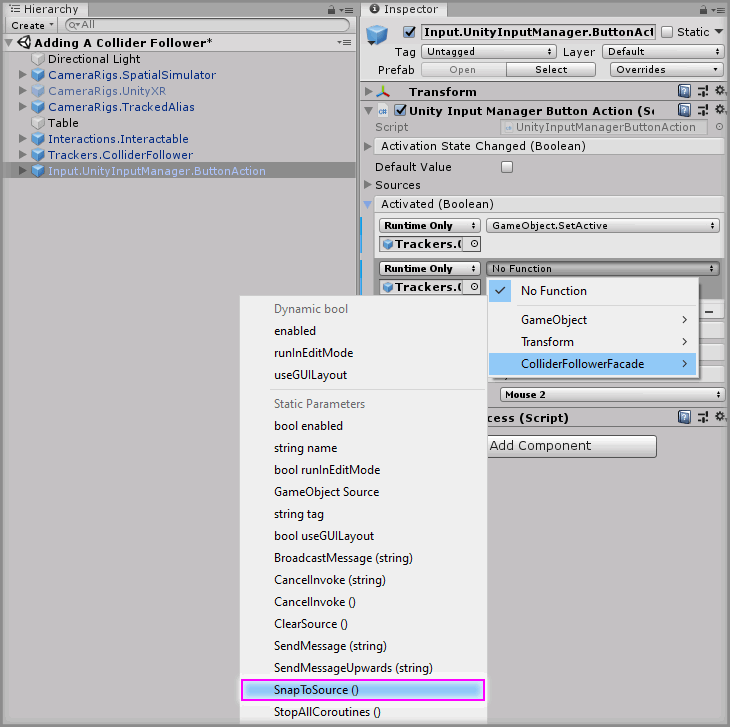 Hierarchy
Create
All
Adding A Collider Follower*
Directional Light
CameraRigs.SpatialSimulator
CameraRigs.UnityXR
CameraRigs.TrackedAlias
Table
Interactions.Interactable
Trackers.ColliderFollower
Input.UnityInputManager.ButtonAction
Inspector
Input.UnityInputManager.ButtonAct
Static
Tag
Untagged
Layer
Default
Prefab
Open
Select
Overrides
Transform
Unity Input Manager Button Action (Sc
Script
UnityInputManagerButtonAction
Activation State Changed (Boolean)
Default Value
Sources
Activated (Boolean)
Runtime Only
GameObject.SetActive
Trackers.(
Runtime Only
No Function
Trackers.(
No Function
GameObject
Transform
ColliderFollowerFacade
Mouse 2
cess (Script)
Add Component
Dynamic bool
enabled
runInEditMode
useGUILayout
Static Parameters
bool enabled
string name
bool runInEditMode
GameObject Source
string tag
bool useGUILayout
BroadcastMessage (string)
CancelInvoke (string)
CancelInvoke ()
ClearSource ()
SendMessage (string)
SendMessageUpwards (string)
SnapToSource ()
StopAllCoroutines ()